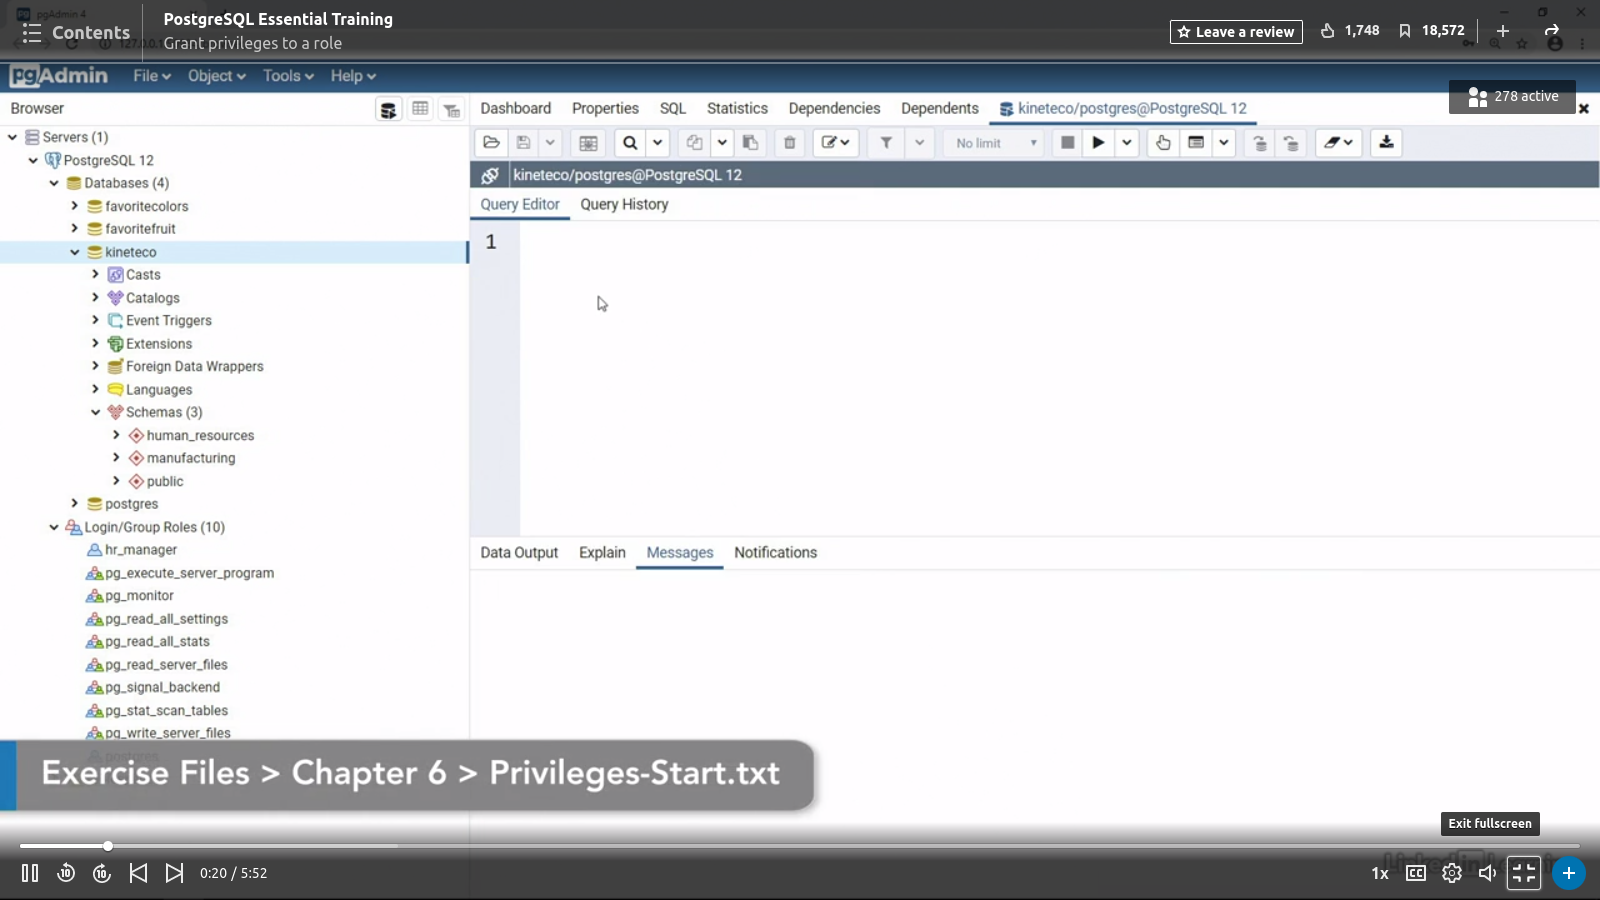 PostgreSQL Essential Training
Contents
Grant privileges to a role
Leave a review
1,748
18,572
278 active
pgAdmin
File
Object
Tools
Help
Browser
Dashboard
Properties
SQL
Statistics
Dependencies
Dependents
kineteco/postgres@PostgreSQL 12
No limit
kineteco/postgres@PostgreSQL 12
Query Editor
Query History
1
Servers (1)
PostgreSQL 12
Databases (4)
favoritecolors
favoritefruit
kineteco
Casts
Catalogs
Event Triggers
Extensions
Foreign Data Wrappers
Languages
Schemas (3)
human_resources
manufacturing
public
postgres
Login/Group Roles (10)
hr_manager
pg_execute_server_program
pg_monitor
pg_read_all_settings
pg_read_all_stats
pg_read_server_files
pg_signal_backend
pg_stat_scan_tables
pg_write_server_files
postgres
Data Output
Explain
Messages
Notifications
Exercise Files > Chapter 6 > Privileges-Start.txt
Exit fullscreen
10
10
0:20 / 5:52
1x
CC